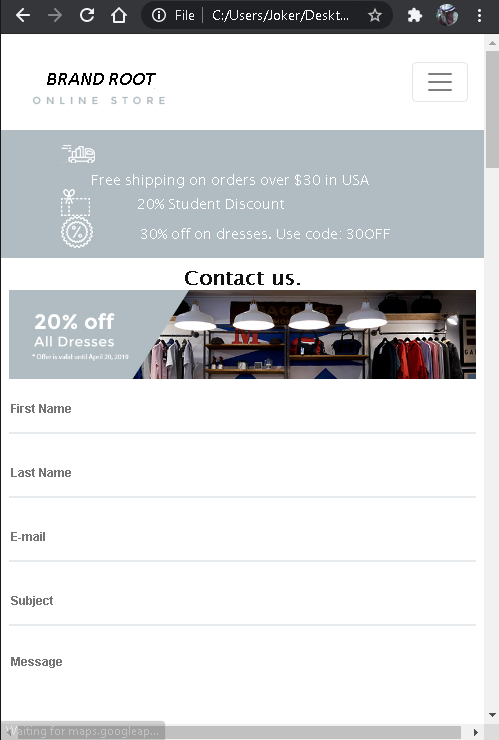 File
C:/Users/Joker/Deskt...
BRAND ROOT
ONLINE STORE
Free shipping on orders over $30 in USA
20% Student Discount
30% off on dresses. Use code: 30OFF
Contact us.
20% off
All Dresses
* Offer is valid until April 20, 2019
First Name
Last Name
E-mail
Subject
Message
Waiting for maps.googleap...